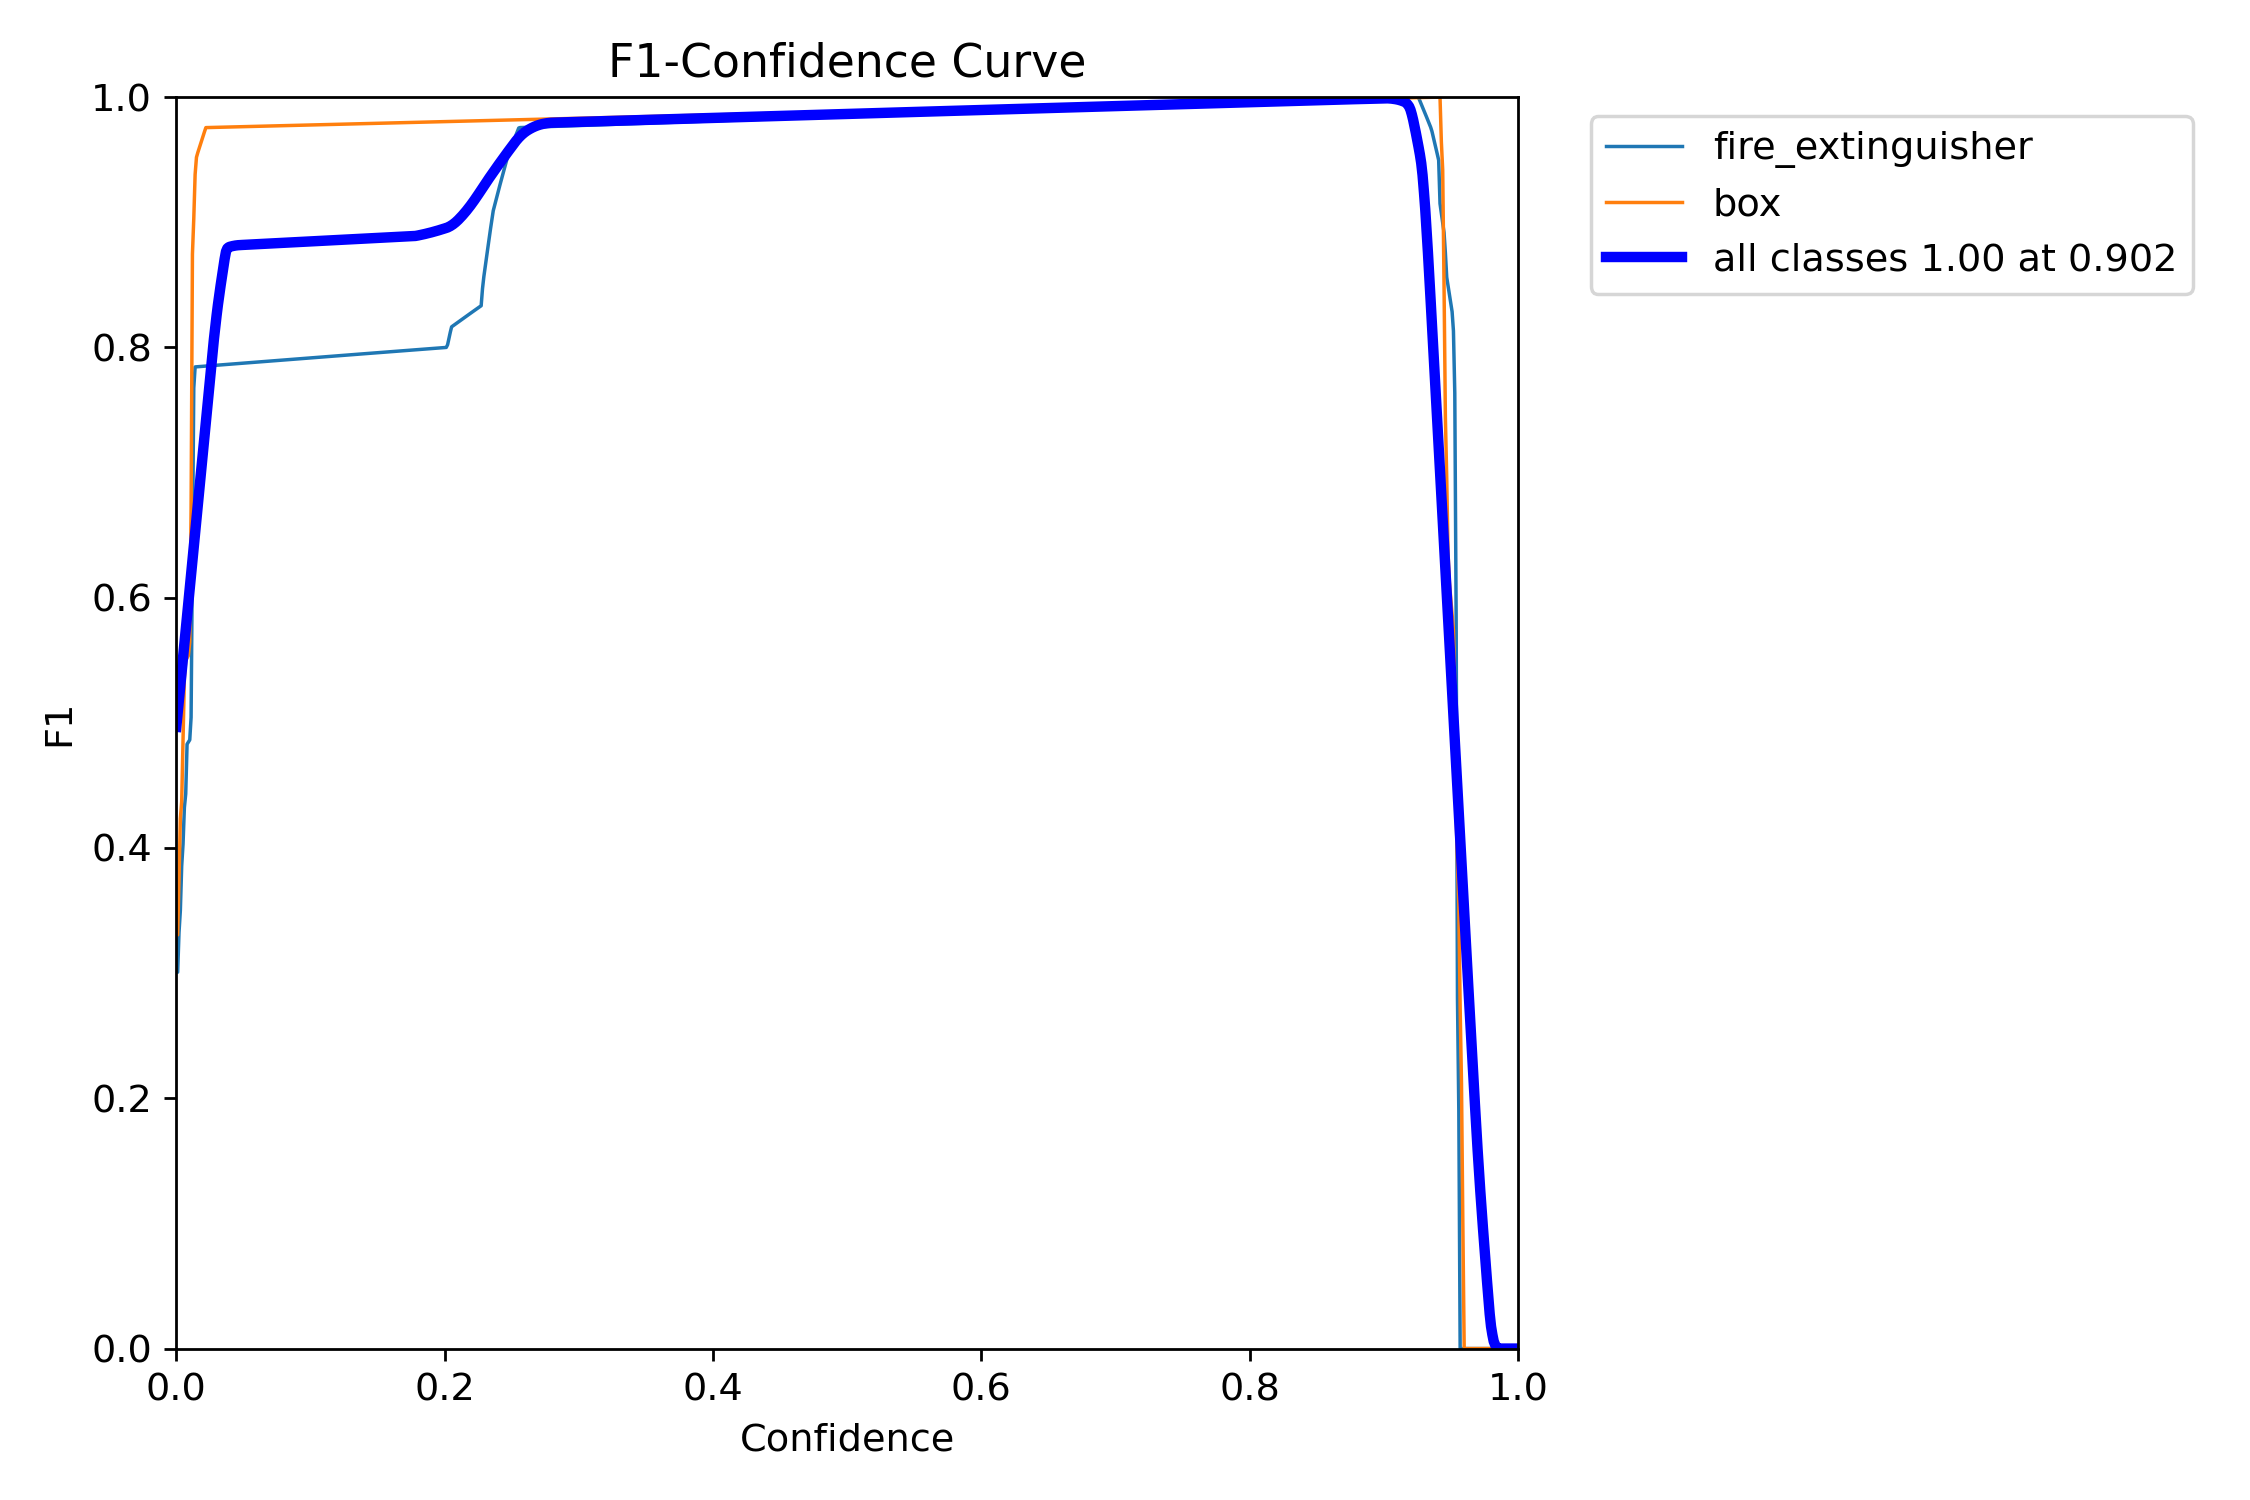 F1-Confidence Curve
1.0
0.8
0.6
0.4
0.2
0.0
F1
0.0 0.2 0.4 0.6 0.8 1.0
Confidence
fire_extinguisher
box
all classes 1.00 at 0.902